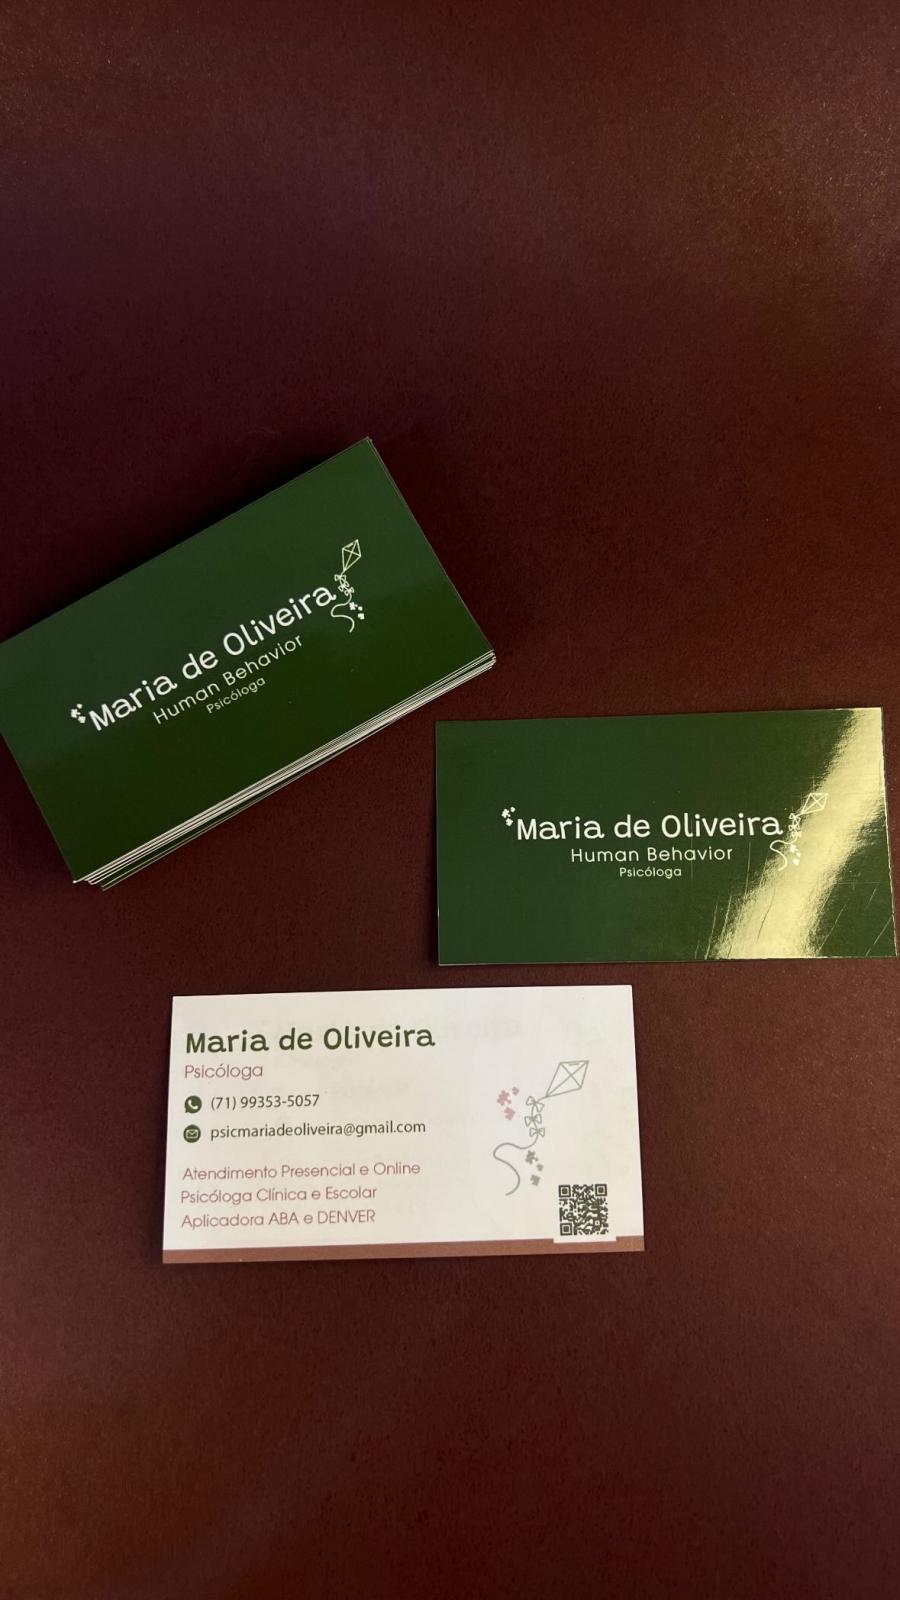 Maria de Oliveira
Human Behavior
Psicóloga
Maria de Oliveira
Human Behavior
Psicóloga
Maria de Oliveira
Psicóloga
(71) 99353-5057
psicmariadeoliveira@gmail.com
Atendimento Presencial e Online
Psicóloga Clínica e Escolar
Aplicadora ABA e DENVER